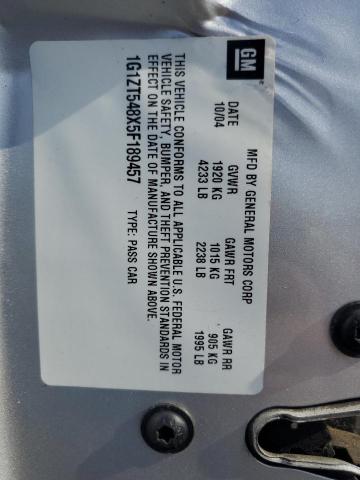 GM
MFD BY GENERAL MOTORS CORP
DATE GVWR GAWR FRT GAWR RR
10/04 1920 KG 1015 KG 905 KG
4233 LB 2238 LB 1995 LB
THIS VEHICLE CONFORMS TO ALL APPLICABLE U.S. FEDERAL MOTOR
VEHICLE SAFETY, BUMPER, AND THEFT PREVENTION STANDARDS IN
EFFECT ON THE DATE OF MANUFACTURE SHOWN ABOVE.
1G1ZT548X5F189457 TYPE: PASS CAR